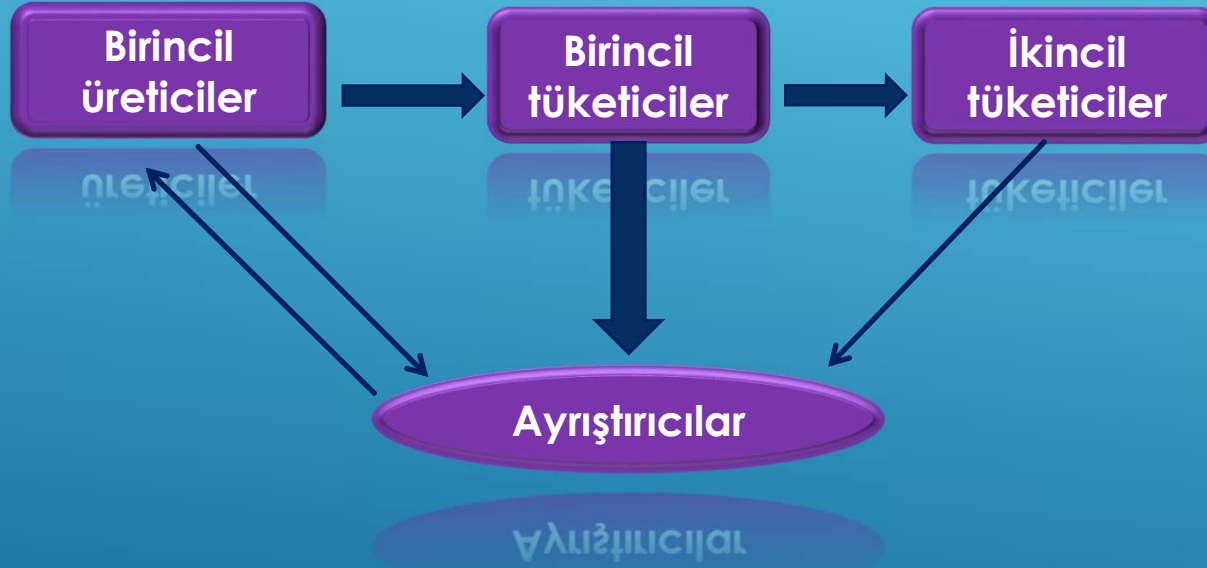 Birincil
üreticiler
Birincil
tüketiciler
İkincil
tüketiciler
Ayrıştırıcılar